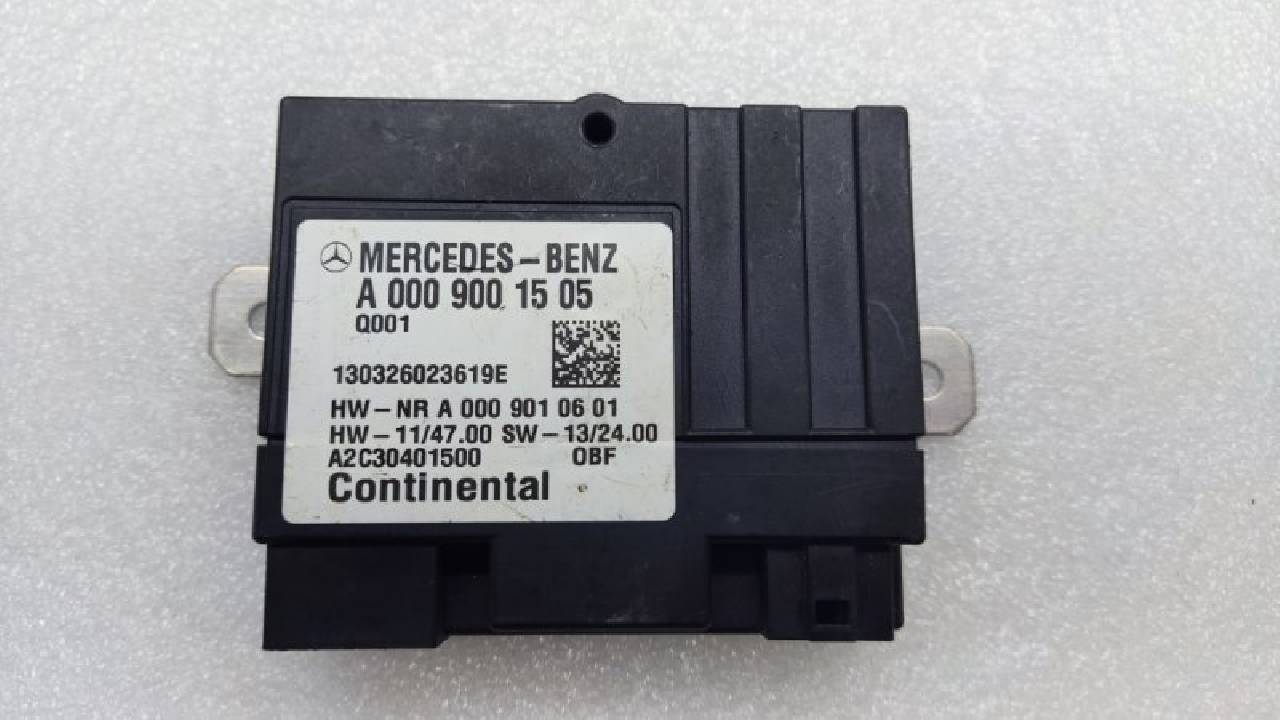 MERCEDES-BENZ
A 000 900 15 05
Q001
130326023619E
HW-NR A 000 901 06 01
HW-11/47.00 SW-13/24.00
A2C30401500 OBF
Continental